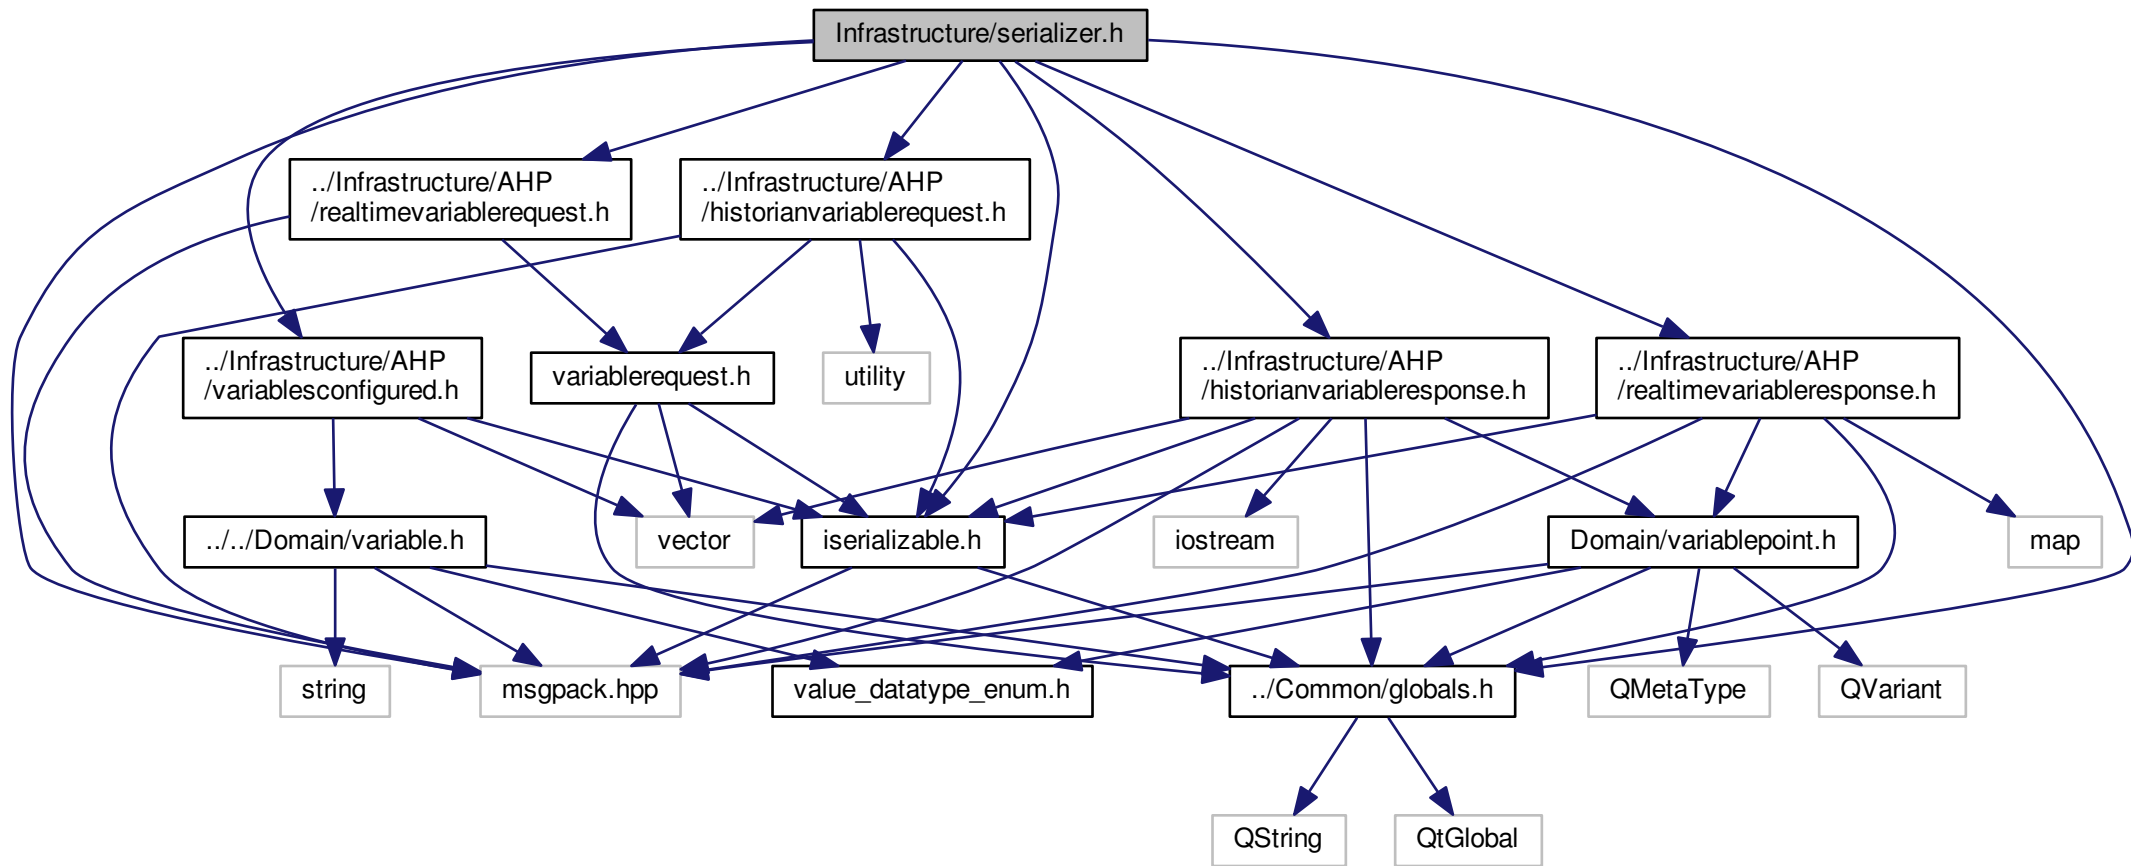 Infrastructure/serializer.h
../Infrastructure/AHP
/realtimevariablerequest.h
../Infrastructure/AHP
/historianvariablerequest.h
../Infrastructure/AHP
/variablesconfigured.h
variablerequest.h
utility
../Infrastructure/AHP
/historianvariableresponse.h
../Infrastructure/AHP
/realtimevariableresponse.h
../../Domain/variable.h
vector
iserializable.h
iostream
Domain/variablepoint.h
map
string
msgpack.hpp
value_datatype_enum.h
../Common/globals.h
QMetaType
QVariant
QString
QtGlobal